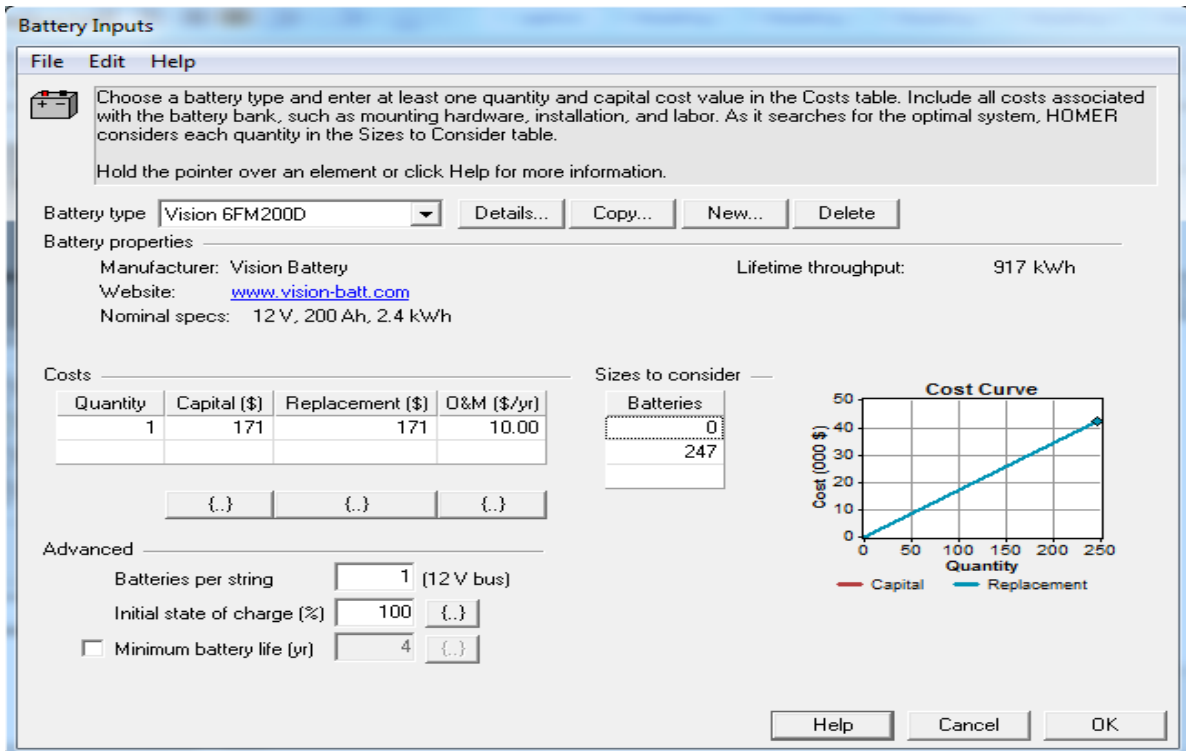 Battery Inputs
File Edit Help
Choose a battery type and enter at least one quantity and capital cost value in the Costs table. Include all costs associated
with the battery bank, such as mounting hardware, installation, and labor. As it searches for the optimal system, HOMER
considers each quantity in the Sizes to Consider table.
Hold the pointer over an element or click Help for more information.
Battery type Vision 6FM200D Details... Copy... New... Delete
Battery properties
Manufacturer: Vision Battery Lifetime throughput: 917 kWh
Website: www.vision-batt.com
Nominal specs: 12 V, 200 Ah, 2.4 kWh
Costs
Quantity Capital ($) Replacement ($) O&M ($/yr)
1 171 171 10.00
{..} {..} {..}
Sizes to consider
Batteries
0
247
Cost Curve
Cost (000 $)
50
40
30
20
10
0
0 50 100 150 200 250
Quantity
Capital Replacement
Advanced
Batteries per string 1 (12 V bus)
Initial state of charge (%) 100 {..}
Minimum battery life (yr) 4 {..}
Help Cancel OK